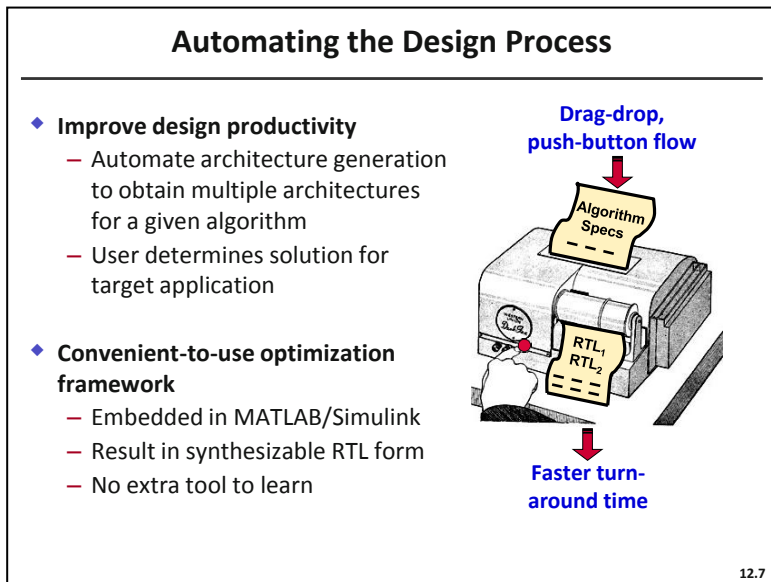 Automating the Design Process
◆ Improve design productivity
– Automate architecture generation
to obtain multiple architectures
for a given algorithm
– User determines solution for
target application
◆ Convenient-to-use optimization
framework
– Embedded in MATLAB/Simulink
– Result in synthesizable RTL form
– No extra tool to learn
Drag-drop,
push-button flow
Algorithm
Specs
RTL₁
RTL₂
Faster turn-
around time
12.7